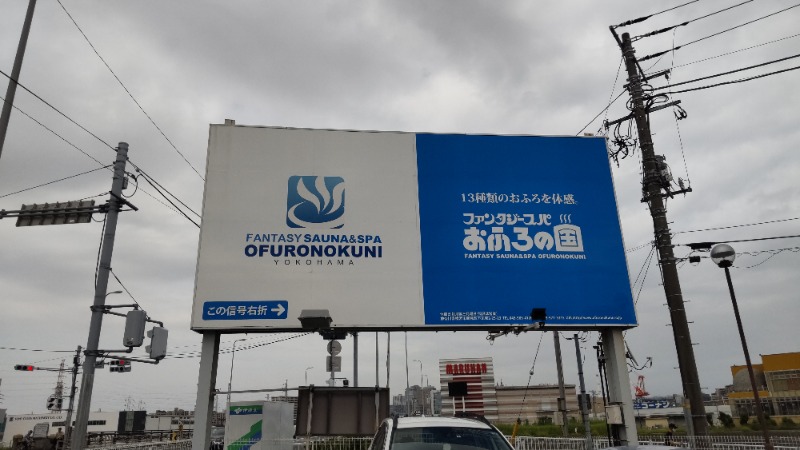 FANTASY SAUNA&SPA
OFURONOKUNI
YOKOHAMA
この信号右折 →
13種類のおふろを体感。
ファンタジースパ
おふろの国
FANTASY SAUNA&SPA OFURONOKUNI
MARUHAN